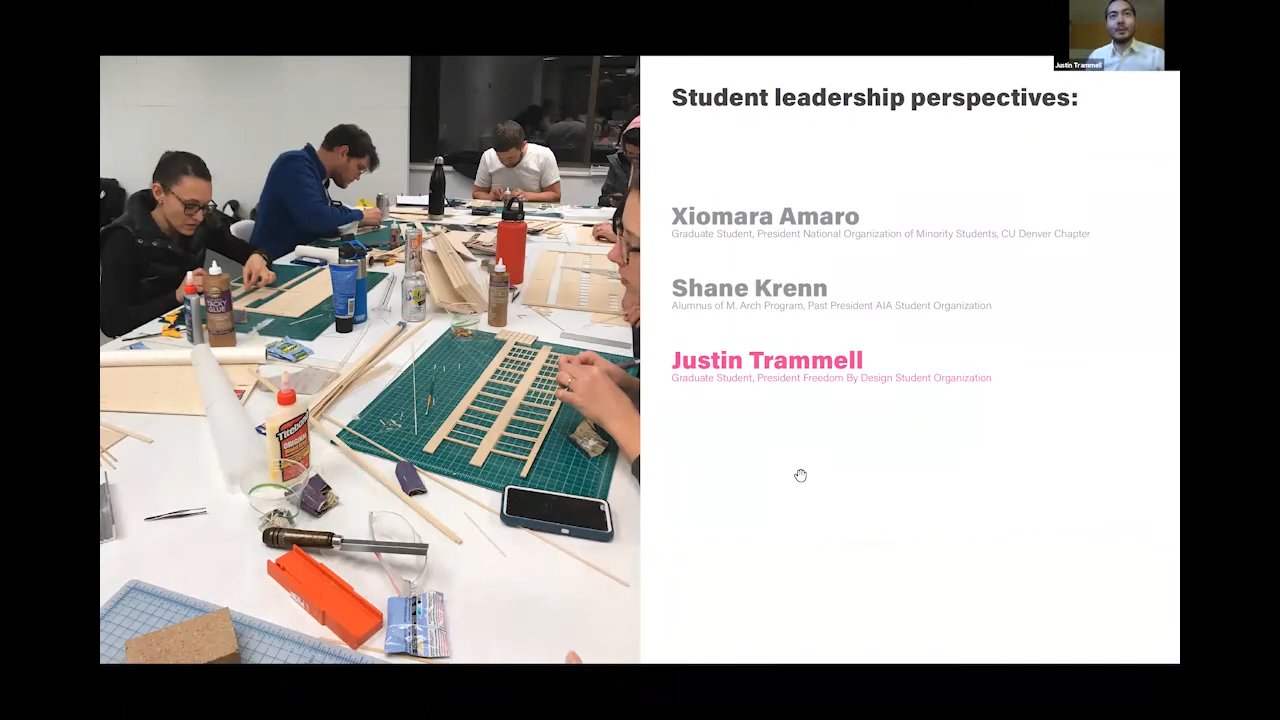 Justin Trammell
Student leadership perspectives:
Xiomara Amaro
Graduate Student, President National Organization of Minority Students, CU Denver Chapter
Shane Krenn
Alumnus of M. Arch Program, Past President AIA Student Organization
Justin Trammell
Graduate Student, President Freedom By Design Student Organization
TACKY
GLUE
Titebond
ORIGINAL